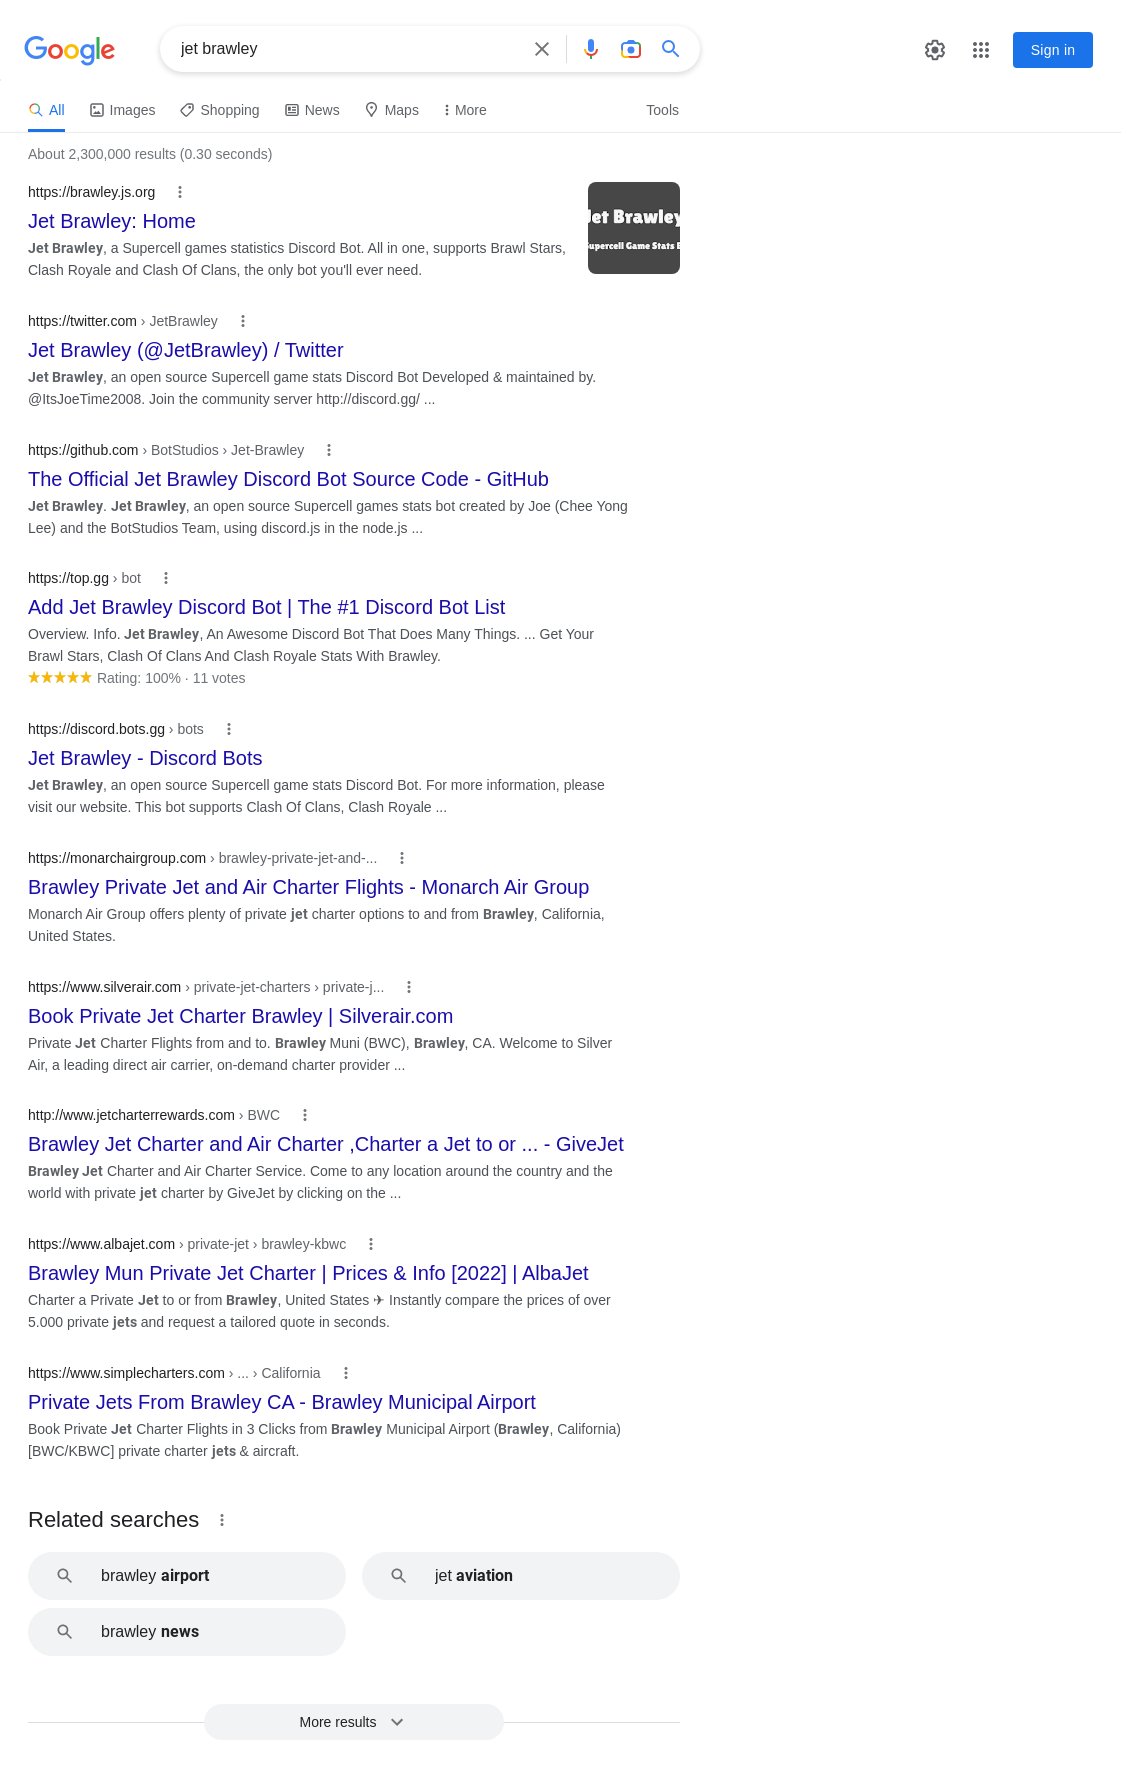 Google
jet brawley
Sign in
All Images Shopping News Maps More Tools
About 2,300,000 results (0.30 seconds)
https://brawley.js.org
Jet Brawley: Home
Jet Brawley, a Supercell games statistics Discord Bot. All in one, supports Brawl Stars,
Clash Royale and Clash Of Clans, the only bot you'll ever need.
Jet Brawley
Supercell Game Stats B
https://twitter.com › JetBrawley
Jet Brawley (@JetBrawley) / Twitter
Jet Brawley, an open source Supercell game stats Discord Bot Developed & maintained by.
@ItsJoeTime2008. Join the community server http://discord.gg/ ...
https://github.com › BotStudios › Jet-Brawley
The Official Jet Brawley Discord Bot Source Code - GitHub
Jet Brawley. Jet Brawley, an open source Supercell games stats bot created by Joe (Chee Yong
Lee) and the BotStudios Team, using discord.js in the node.js ...
https://top.gg › bot
Add Jet Brawley Discord Bot | The #1 Discord Bot List
Overview. Info. Jet Brawley, An Awesome Discord Bot That Does Many Things. ... Get Your
Brawl Stars, Clash Of Clans And Clash Royale Stats With Brawley.
Rating: 100% · 11 votes
https://discord.bots.gg › bots
Jet Brawley - Discord Bots
Jet Brawley, an open source Supercell game stats Discord Bot. For more information, please
visit our website. This bot supports Clash Of Clans, Clash Royale ...
https://monarchairgroup.com › brawley-private-jet-and-...
Brawley Private Jet and Air Charter Flights - Monarch Air Group
Monarch Air Group offers plenty of private jet charter options to and from Brawley, California,
United States.
https://www.silverair.com › private-jet-charters › private-j...
Book Private Jet Charter Brawley | Silverair.com
Private Jet Charter Flights from and to. Brawley Muni (BWC), Brawley, CA. Welcome to Silver
Air, a leading direct air carrier, on-demand charter provider ...
http://www.jetcharterrewards.com › BWC
Brawley Jet Charter and Air Charter ,Charter a Jet to or ... - GiveJet
Brawley Jet Charter and Air Charter Service. Come to any location around the country and the
world with private jet charter by GiveJet by clicking on the ...
https://www.albajet.com › private-jet › brawley-kbwc
Brawley Mun Private Jet Charter | Prices & Info [2022] | AlbaJet
Charter a Private Jet to or from Brawley, United States ✈ Instantly compare the prices of over
5.000 private jets and request a tailored quote in seconds.
https://www.simplecharters.com › ... › California
Private Jets From Brawley CA - Brawley Municipal Airport
Book Private Jet Charter Flights in 3 Clicks from Brawley Municipal Airport (Brawley, California)
[BWC/KBWC] private charter jets & aircraft.
Related searches
brawley airport
jet aviation
brawley news
More results